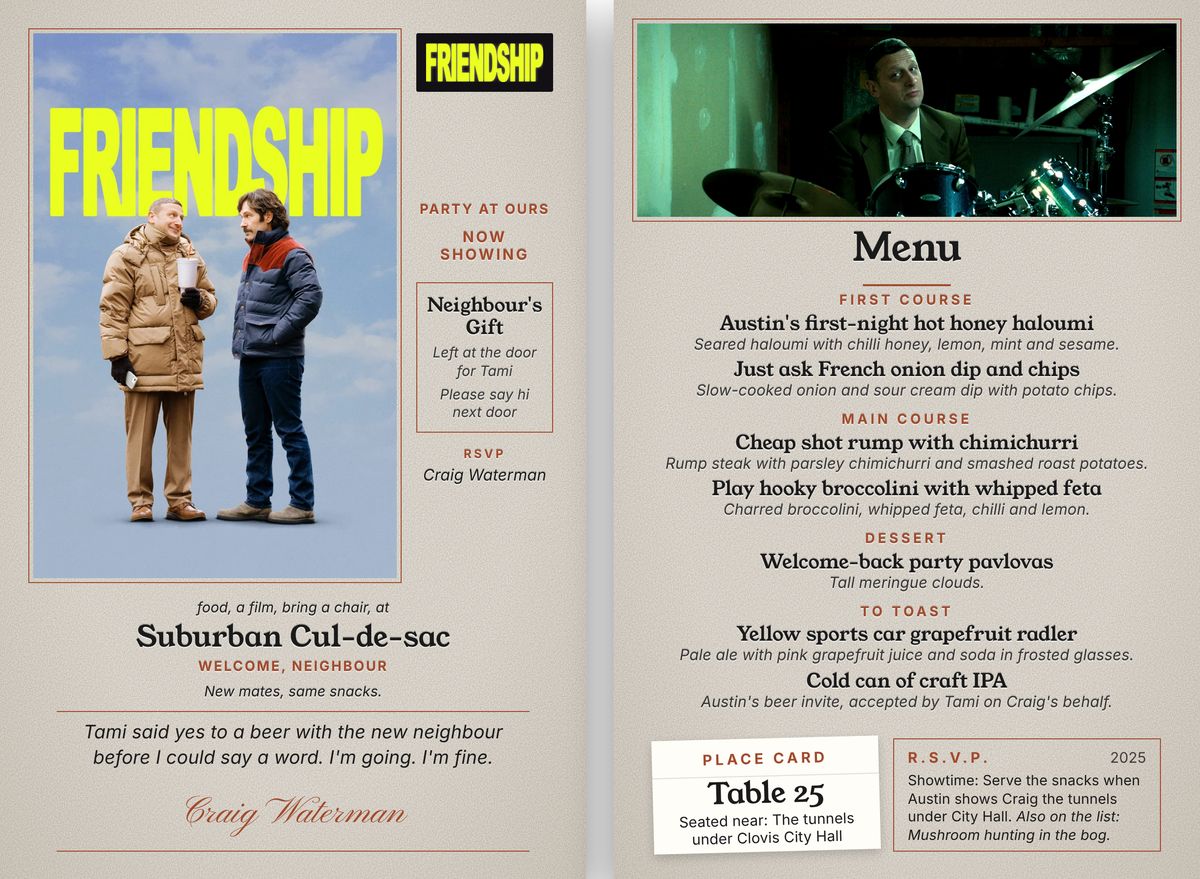 FRIENDSHIP
FRIENDSHIP
PARTY AT OURS
NOW
SHOWING
Neighbour's
Gift
Left at the door
for Tami
Please say hi
next door
RSVP
Craig Waterman
food, a film, bring a chair, at
Suburban Cul-de-sac
WELCOME, NEIGHBOUR
New mates, same snacks.
Tami said yes to a beer with the new neighbour
before I could say a word. I'm going. I'm fine.
Craig Waterman
Menu
FIRST COURSE
Austin's first-night hot honey haloumi
Seared haloumi with chilli honey, lemon, mint and sesame.
Just ask French onion dip and chips
Slow-cooked onion and sour cream dip with potato chips.
MAIN COURSE
Cheap shot rump with chimichurri
Rump steak with parsley chimichurri and smashed roast potatoes.
Play hooky broccolini with whipped feta
Charred broccolini, whipped feta, chilli and lemon.
DESSERT
Welcome-back party pavlovas
Tall meringue clouds.
TO TOAST
Yellow sports car grapefruit radler
Pale ale with pink grapefruit juice and soda in frosted glasses.
Cold can of craft IPA
Austin's beer invite, accepted by Tami on Craig's behalf.
PLACE CARD
Table 25
Seated near: The tunnels
under Clovis City Hall
R.S.V.P. 2025
Showtime: Serve the snacks when
Austin shows Craig the tunnels
under City Hall. Also on the list:
Mushroom hunting in the bog.